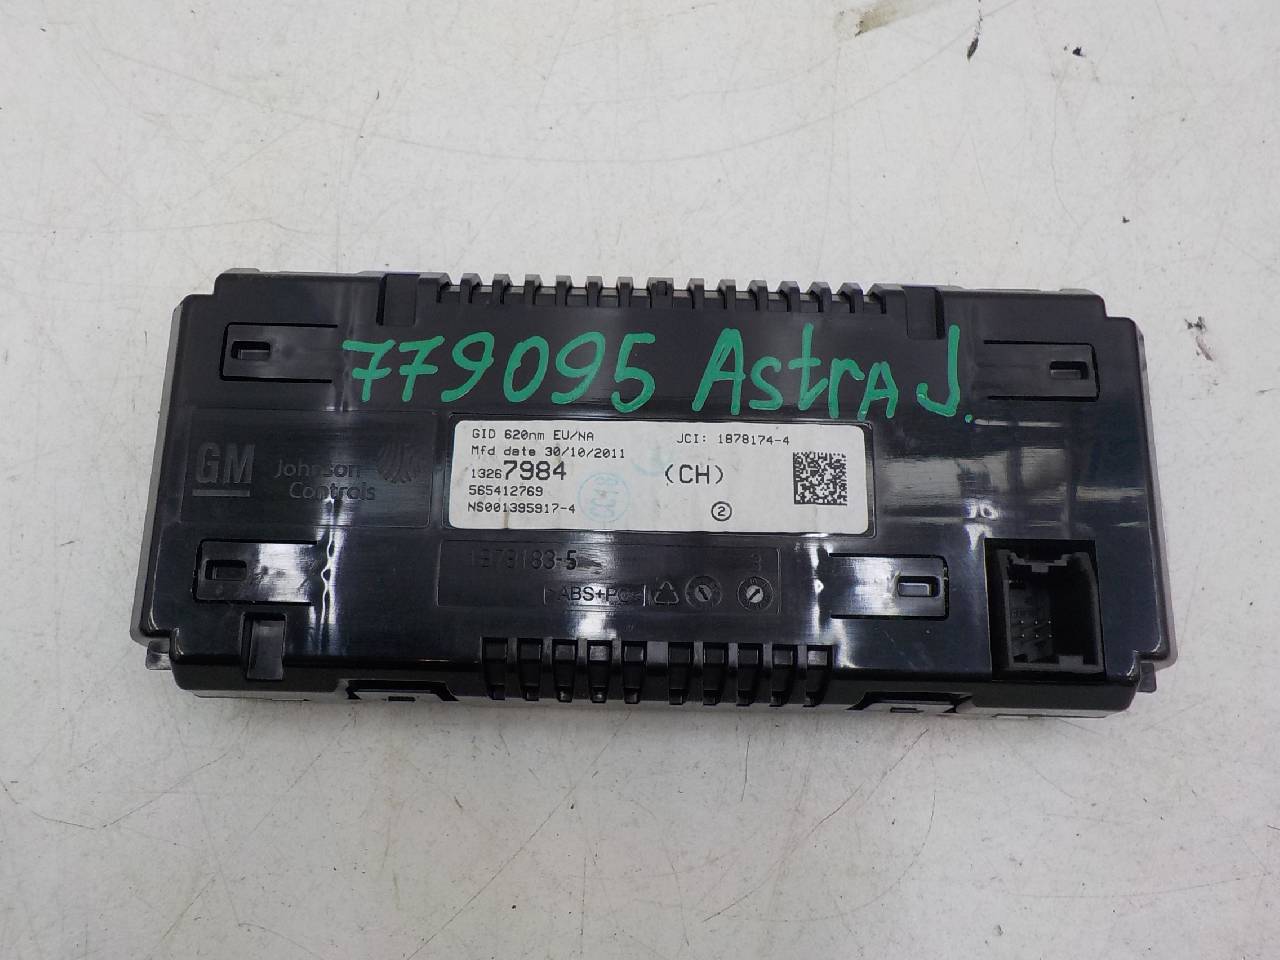 779095 Astra J.
GID 620nm EU/NA JCI: 1878174-4
Mfd date 30/10/2011
13267984 (CH)
565412769
NS001395917-4 2
GM Johnson Controls
1878183-5 3
>ABS+PC<